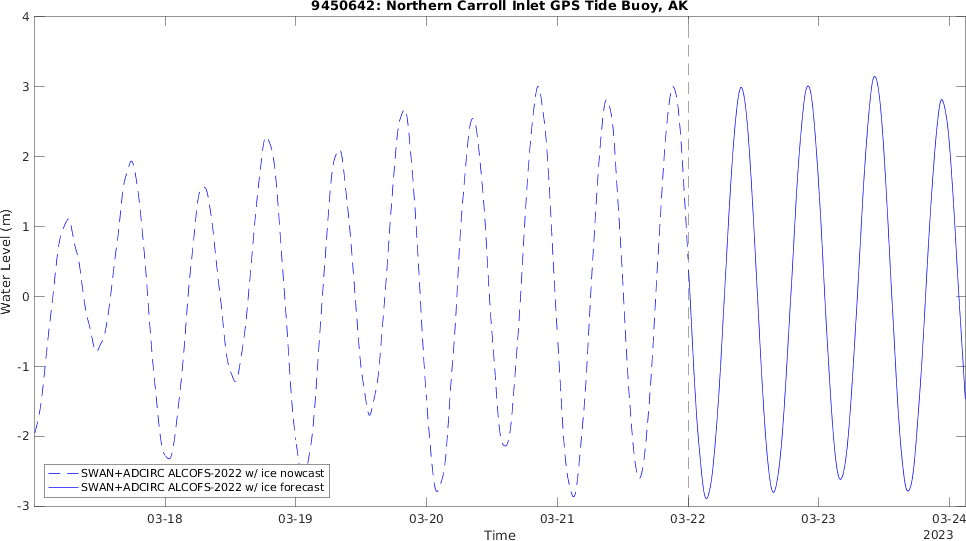 9450642: Northern Carroll Inlet GPS Tide Buoy, AK
Water Level (m)
4
3
2
1
0
-1
-2
-3
SWAN+ADCIRC ALCOFS-2022 w/ ice nowcast
SWAN+ADCIRC ALCOFS-2022 w/ ice forecast
03-18 03-19 03-20 03-21 03-22 03-23 03-24
Time
2023